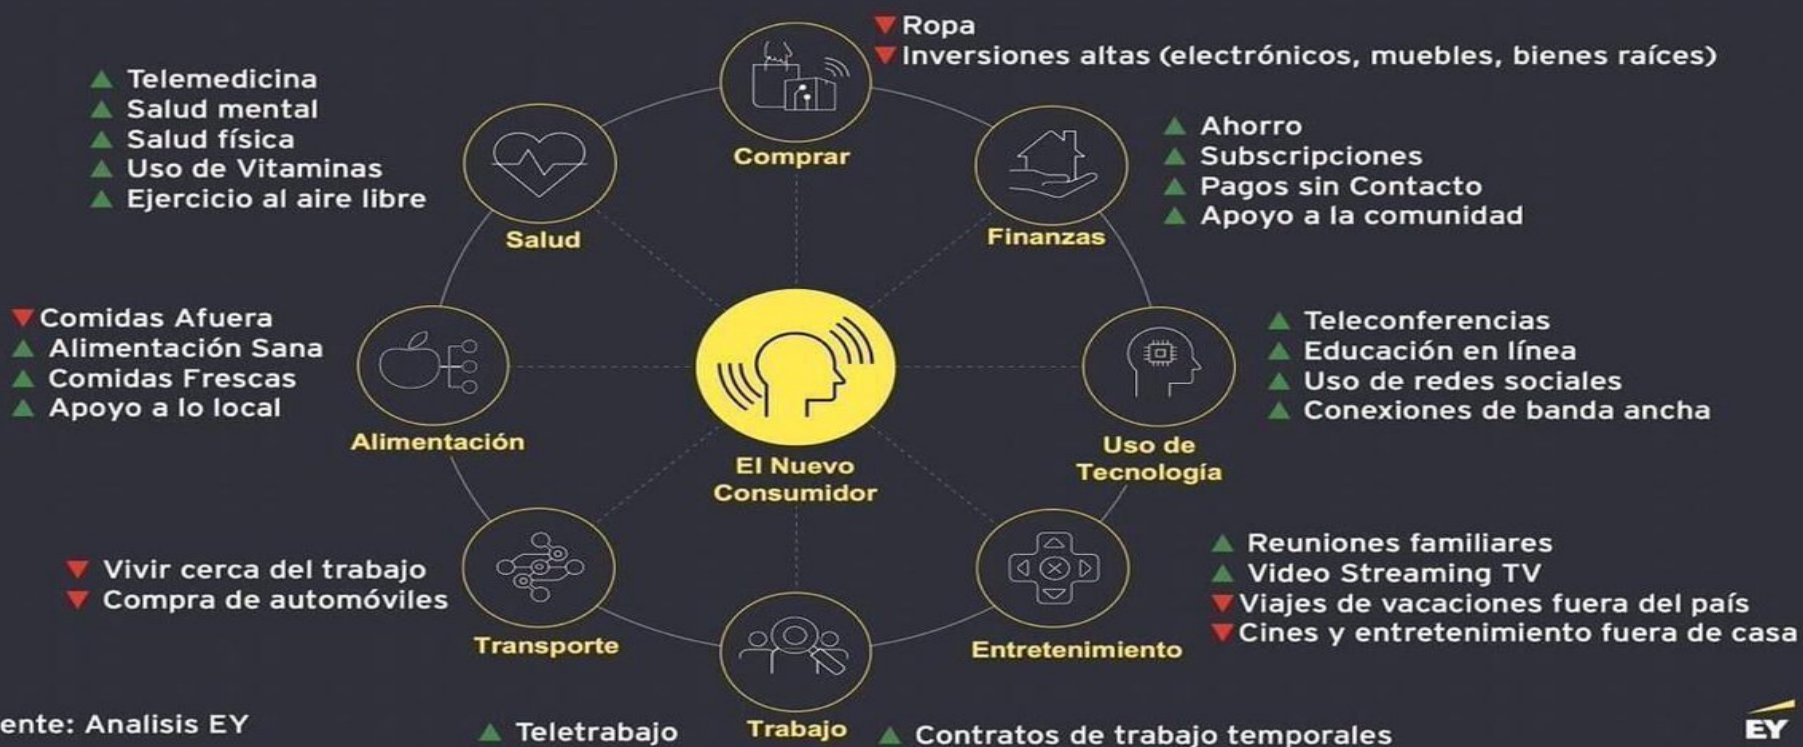 Ropa
Inversiones altas (electrónicos, muebles, bienes raíces)
Comprar
Telemedicina
Salud mental
Salud física
Uso de Vitaminas
Ejercicio al aire libre
Salud
Ahorro
Subscripciones
Pagos sin Contacto
Apoyo a la comunidad
Finanzas
Comidas Afuera
Alimentación Sana
Comidas Frescas
Apoyo a lo local
Alimentación
El Nuevo
Consumidor
Teleconferencias
Educación en línea
Uso de redes sociales
Conexiones de banda ancha
Uso de
Tecnología
Vivir cerca del trabajo
Compra de automóviles
Transporte
Reuniones familiares
Video Streaming TV
Viajes de vacaciones fuera del país
Cines y entretenimiento fuera de casa
Entretenimiento
ente: Analisis EY
Teletrabajo
Trabajo
Contratos de trabajo temporales
EY